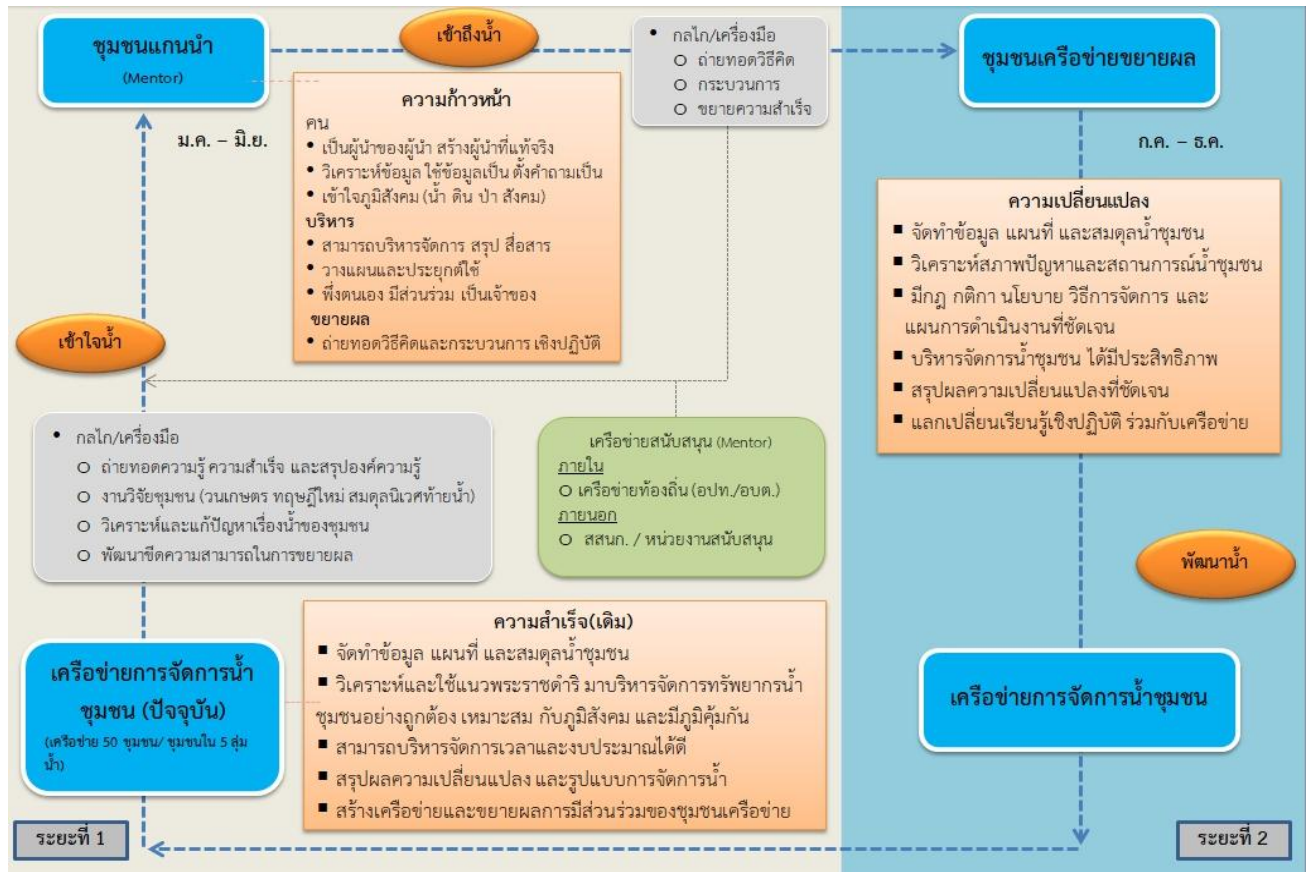 ชุมชนแกนนำ
(Mentor)
เข้าถึงน้ำ
• กลไก/เครื่องมือ
o ถ่ายทอดวิธีคิด
o กระบวนการ
o ขยายความสำเร็จ
ชุมชนเครือข่ายขยายผล
ม.ค. – มิ.ย.
ความก้าวหน้า
คน
• เป็นผู้นำของผู้นำ สร้างผู้นำที่แท้จริง
• วิเคราะห์ข้อมูล ใช้ข้อมูลเป็น ตั้งคำถามเป็น
• เข้าใจภูมิสังคม (น้ำ ดิน ป่า สังคม)
บริหาร
• สามารถบริหารจัดการ สรุป สื่อสาร
• วางแผนและประยุกต์ใช้
• พึ่งตนเอง มีส่วนร่วม เป็นเจ้าของ
ขยายผล
• ถ่ายทอดวิธีคิดและกระบวนการ เชิงปฏิบัติ
ก.ค. – ธ.ค.
ความเปลี่ยนแปลง
▪ จัดทำข้อมูล แผนที่ และสมดุลน้ำชุมชน
▪ วิเคราะห์สภาพปัญหาและสถานการณ์น้ำชุมชน
▪ มีกฎ กติกา นโยบาย วิธีการจัดการ และ
แผนการดำเนินงานที่ชัดเจน
▪ บริหารจัดการน้ำชุมชน ได้มีประสิทธิภาพ
▪ สรุปผลความเปลี่ยนแปลงที่ชัดเจน
▪ แลกเปลี่ยนเรียนรู้เชิงปฏิบัติ ร่วมกับเครือข่าย
เข้าใจน้ำ
• กลไก/เครื่องมือ
o ถ่ายทอดความรู้ ความสำเร็จ และสรุปองค์ความรู้
o งานวิจัยชุมชน (วนเกษตร ทฤษฎีใหม่ สมดุลนิเวศท้ายน้ำ)
o วิเคราะห์และแก้ปัญหาเรื่องน้ำของชุมชน
o พัฒนาขีดความสามารถในการขยายผล
เครือข่ายสนับสนุน (Mentor)
ภายใน
o เครือข่ายท้องถิ่น (อปท./อบต.)
ภายนอก
o สสนก. / หน่วยงานสนับสนุน
พัฒนาน้ำ
เครือข่ายการจัดการน้ำ
ชุมชน (ปัจจุบัน)
(เครือข่าย 50 ชุมชน/ ชุมชนใน 5 ลุ่ม
น้ำ)
ความสำเร็จ(เดิม)
▪ จัดทำข้อมูล แผนที่ และสมดุลน้ำชุมชน
▪ วิเคราะห์และใช้แนวพระราชดำริ มาบริหารจัดการทรัพยากรน้ำ
ชุมชนอย่างถูกต้อง เหมาะสม กับภูมิสังคม และมีภูมิคุ้มกัน
▪ สามารถบริหารจัดการเวลาและงบประมาณได้ดี
▪ สรุปผลความเปลี่ยนแปลง และรูปแบบการจัดการน้ำ
▪ สร้างเครือข่ายและขยายผลการมีส่วนร่วมของชุมชนเครือข่าย
เครือข่ายการจัดการน้ำชุมชน
ระยะที่ 1
ระยะที่ 2